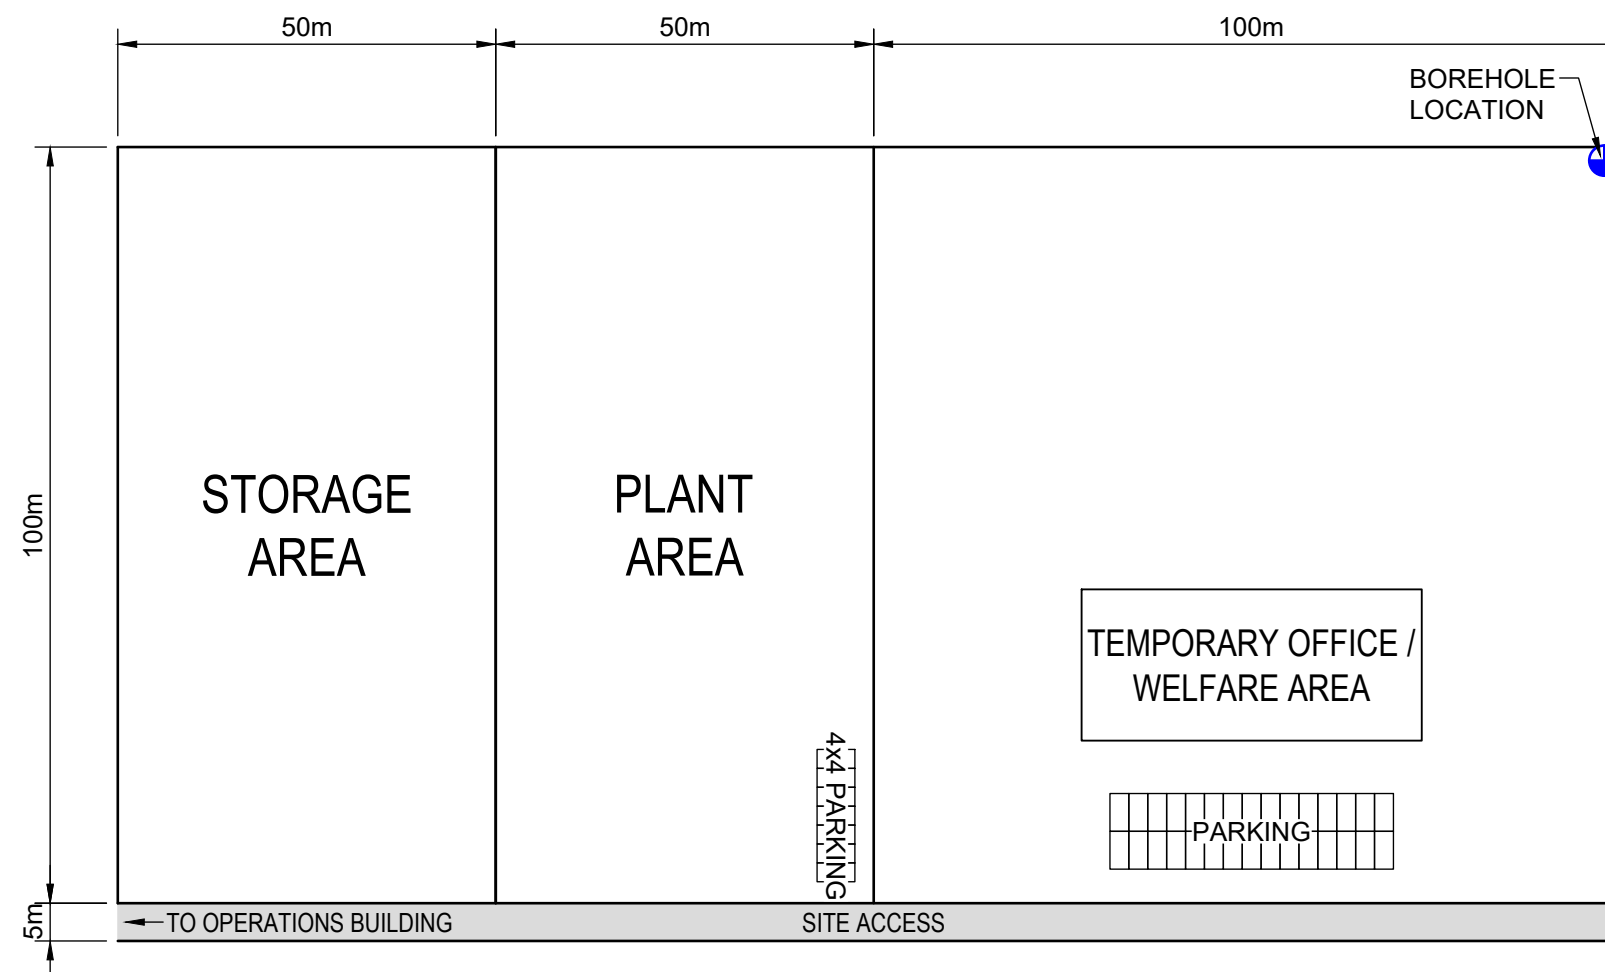 50m
50m
100m
BOREHOLE
LOCATION
100m
STORAGE
AREA
PLANT
AREA
TEMPORARY OFFICE /
WELFARE AREA
4x4 PARKING
PARKING
5m
TO OPERATIONS BUILDING
SITE ACCESS